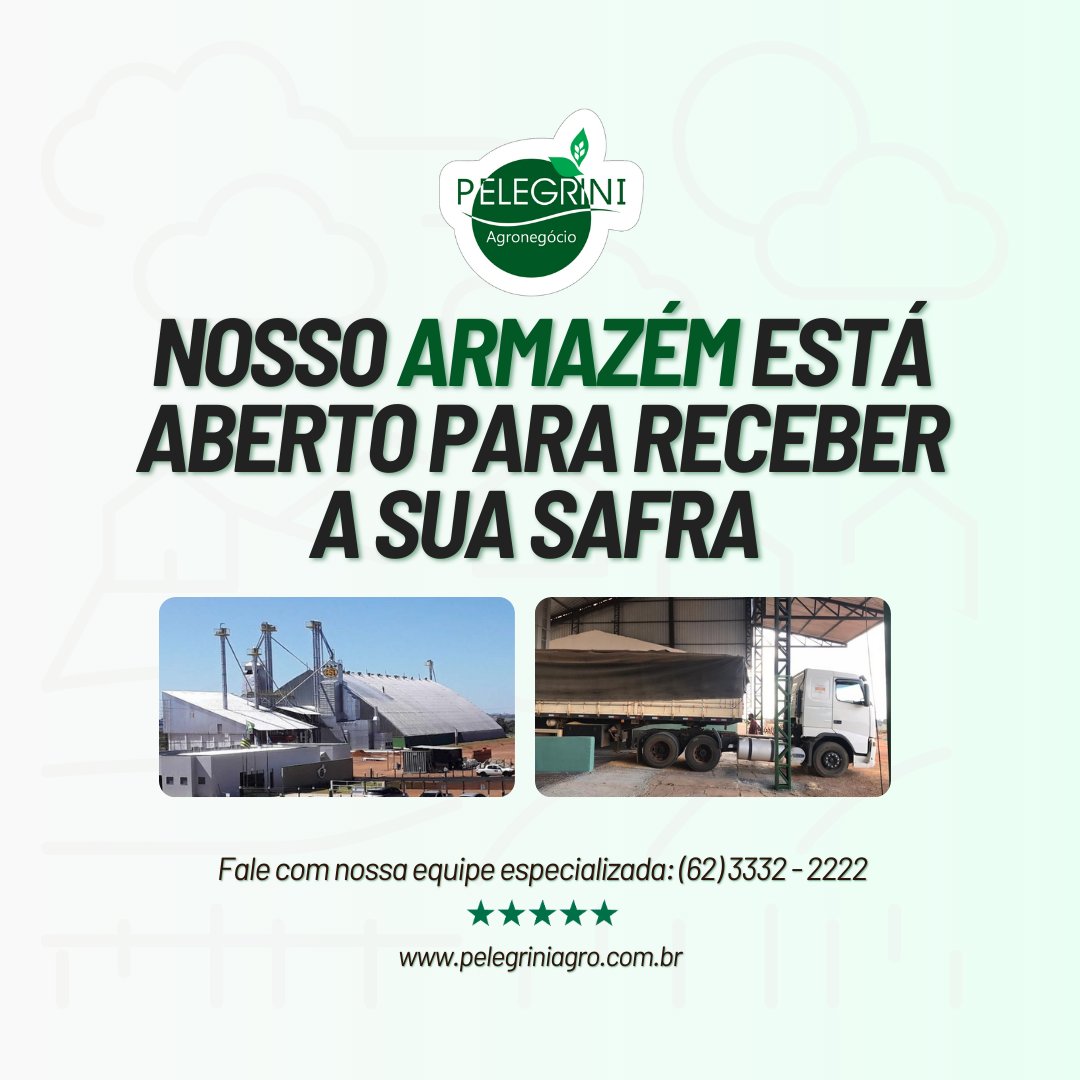 PELEGRINI
Agronegócio
NOSSO ARMAZÉM ESTÁ
ABERTO PARA RECEBER
A SUA SAFRA
Fale com nossa equipe especializada: (62) 3332 - 2222
www.pelegriniagro.com.br